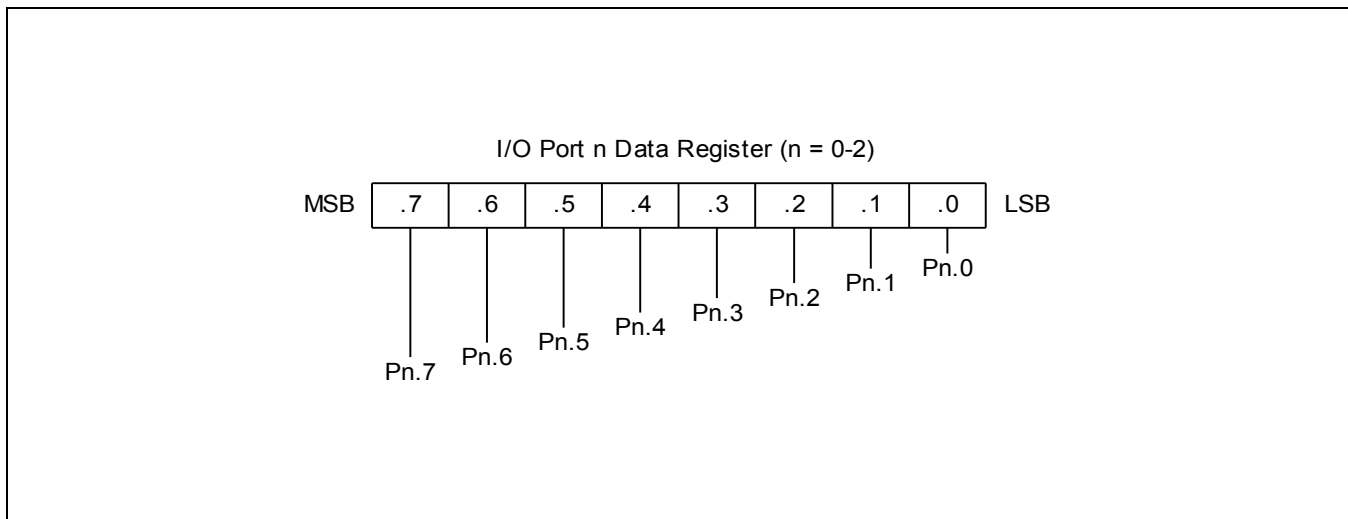 I/O Port n Data Register (n = 0-2)
MSB .7 .6 .5 .4 .3 .2 .1 .0 LSB
Pn.0
Pn.1
Pn.2
Pn.3
Pn.4
Pn.5
Pn.6
Pn.7